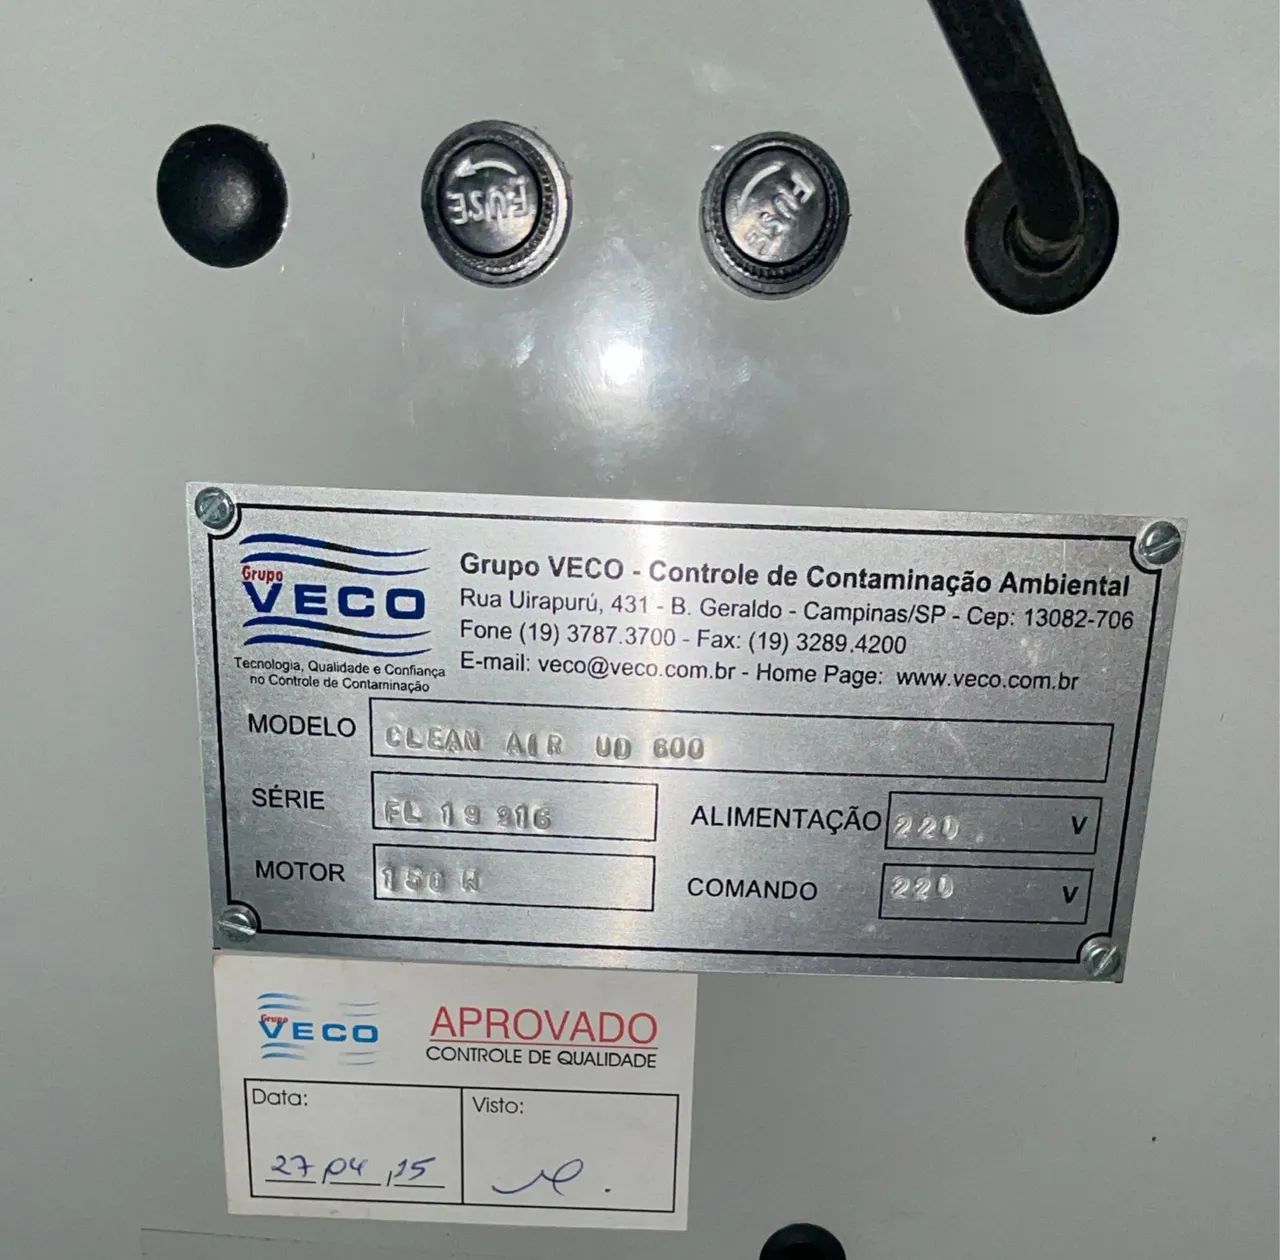 FUSE
FUSE
Grupo
VECO
Tecnologia, Qualidade e Confiança
no Controle de Contaminação
Grupo VECO - Controle de Contaminação Ambiental
Rua Uirapurú, 431 - B. Geraldo - Campinas/SP - Cep: 13082-706
Fone (19) 3787.3700 - Fax: (19) 3289.4200
E-mail: veco@veco.com.br - Home Page: www.veco.com.br
MODELO CLEAN AIR UD 600
SÉRIE FL 19 916 ALIMENTAÇÃO 220 V
MOTOR 150 W COMANDO 220 V
Grupo
VECO
APROVADO
CONTROLE DE QUALIDADE
Data: Visto:
27,04,15